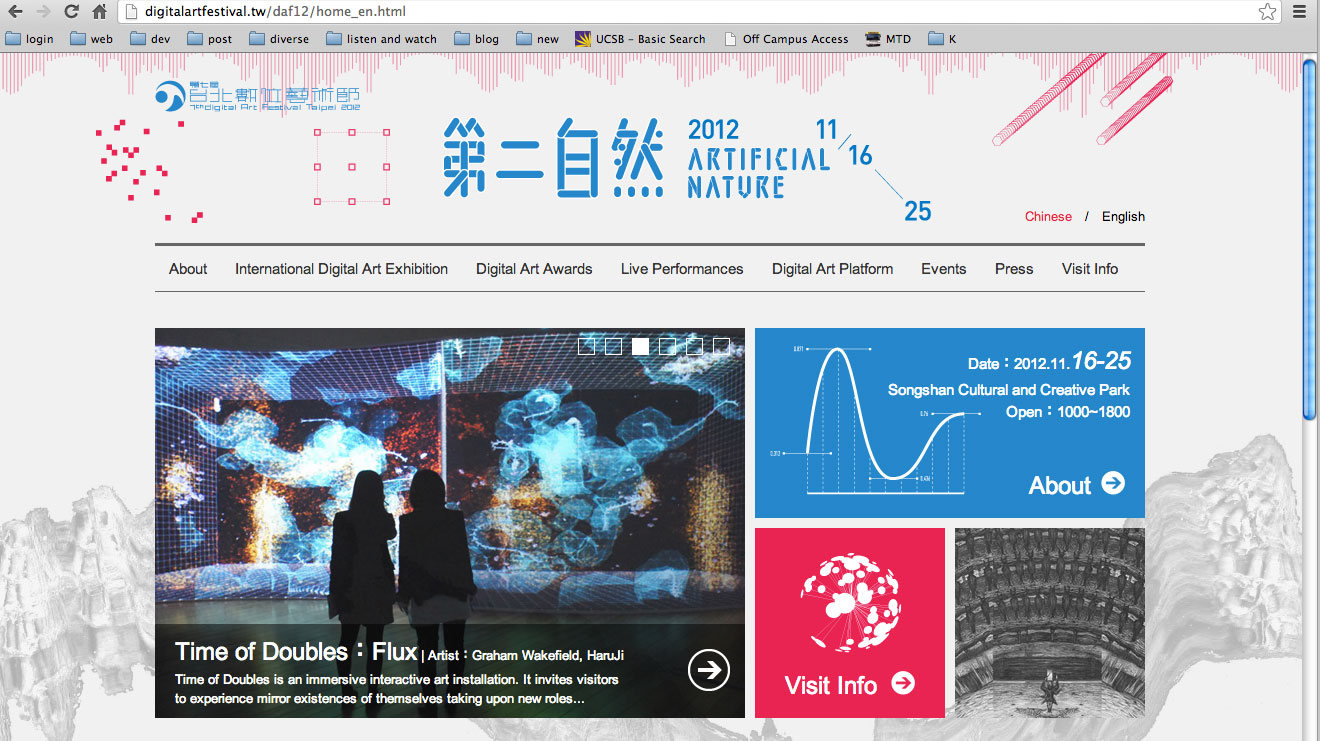 digitalartfestival.tw/daf12/home_en.html
login web dev post diverse listen and watch blog new UCSB - Basic Search Off Campus Access MTD K
第七屆
台北數位藝術節
7th Digital Art Festival Taipei 2012
第二自然
2012 11
ARTIFICIAL 16
NATURE
25
Chinese / English
About International Digital Art Exhibition Digital Art Awards Live Performances Digital Art Platform Events Press Visit Info
Time of Doubles：Flux | Artist：Graham Wakefield, HaruJi
Time of Doubles is an immersive interactive art installation. It invites visitors
to experience mirror existences of themselves taking upon new roles...
Date：2012.11.16-25
Songshan Cultural and Creative Park
Open：1000~1800
About
Visit Info